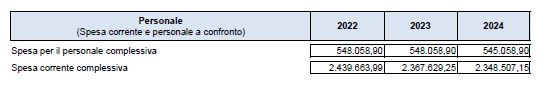 Personale 2022 2023 2024
(Spesa corrente e personale a confronto)
Spesa per il personale complessiva 548.058,90 548.058,90 545.058,90
Spesa corrente complessiva 2.439.663,99 2.367.629,25 2.348.507,15